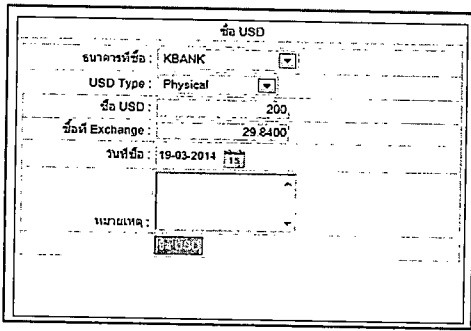 ซื้อ USD
ธนาคารที่ซื้อ : KBANK
USD Type : Physical
ซื้อ USD : 200
ซื้อที่ Exchange : 29.8400
วันที่ซื้อ : 19-03-2014 15
หมายเหตุ :